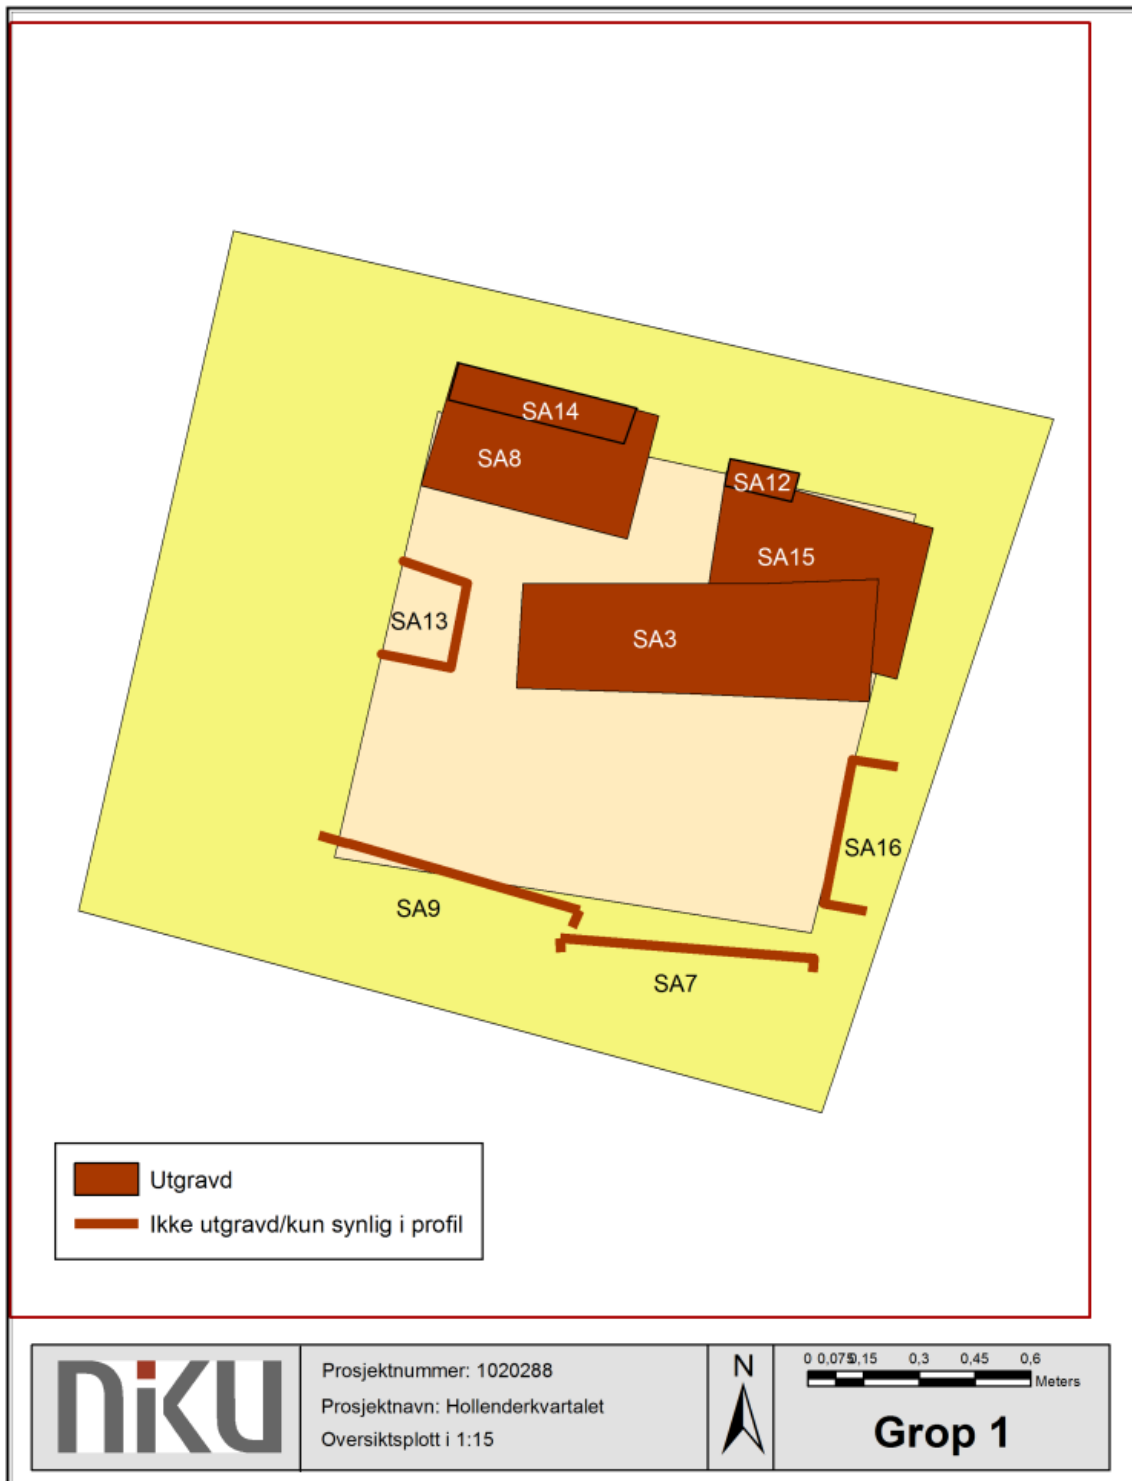 SA14
SA8
SA12
SA15
SA13
SA3
SA16
SA9
SA7
Utgravd
Ikke utgravd/kun synlig i profil
niku
Prosjektnummer: 1020288
Prosjektnavn: Hollenderkvartalet
Oversiktsplott i 1:15
N
0 0,075 0,15 0,3 0,45 0,6
Meters
Grop 1